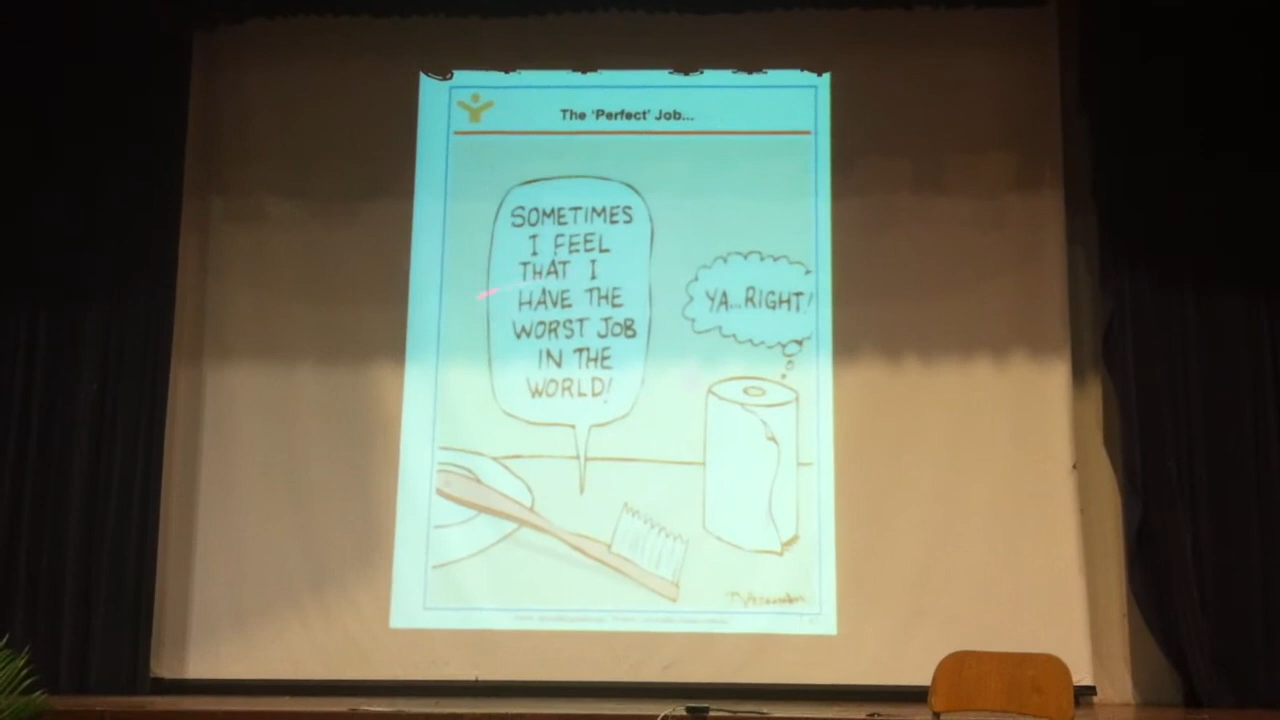 The 'Perfect' Job...
SOMETIMES
I FEEL
THAT I
HAVE THE
WORST JOB
IN THE
WORLD!
YA...RIGHT!